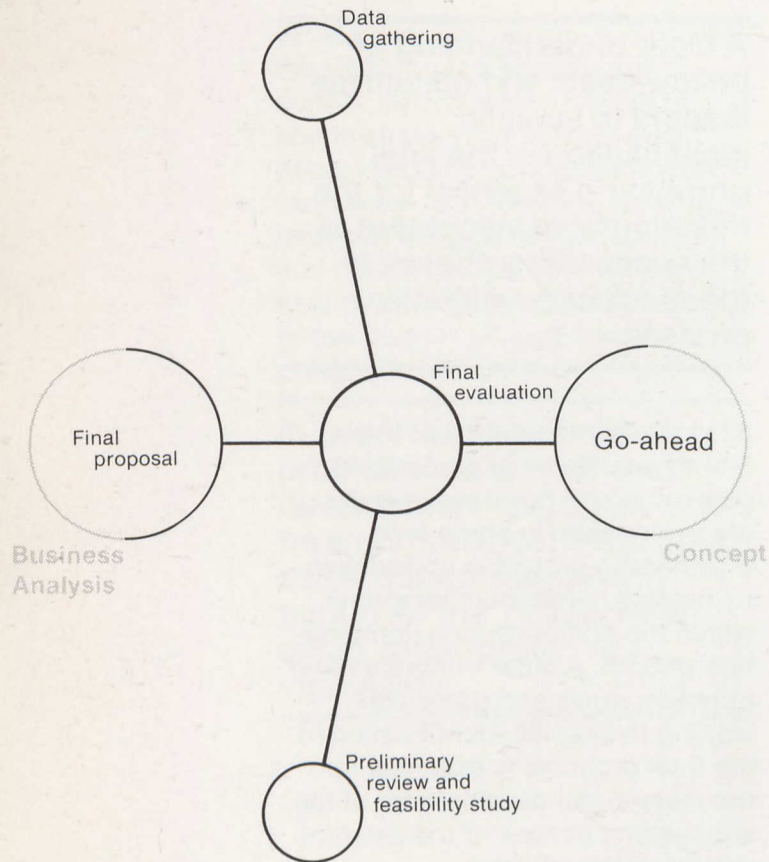 Data
gathering
Final
evaluation
Final
proposal
Go-ahead
Business
Analysis
Concept
Preliminary
review and
feasibility study